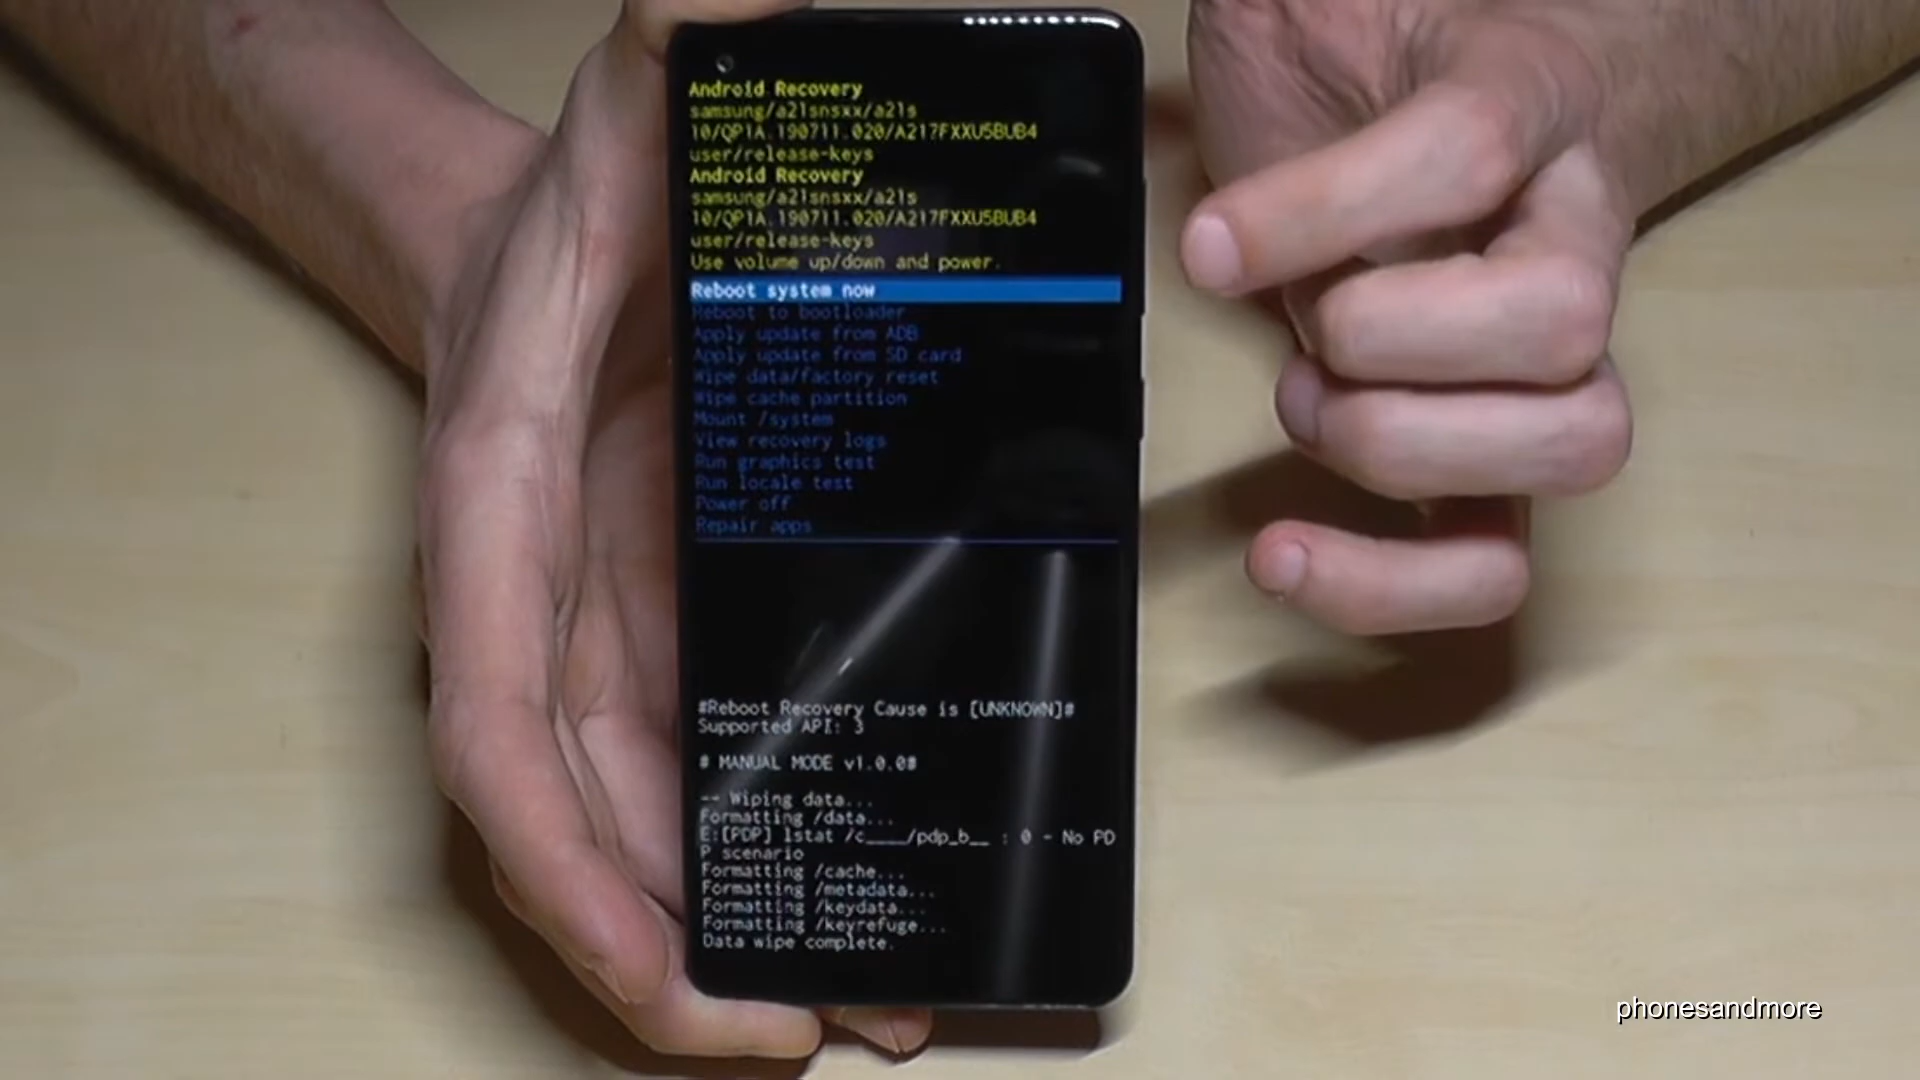 Android Recovery
samsung/a21snsxx/a21s
10/QP1A.190711.020/A217FXXU5BUB4
user/release-keys
Android Recovery
samsung/a21snsxx/a21s
10/QP1A.190711.020/A217FXXU5BUB4
user/release-keys
Use volume up/down and power.
Reboot system now
Reboot to bootloader
Apply update from ADB
Apply update from SD card
Wipe data/factory reset
Wipe cache partition
Mount /system
View recovery logs
Run graphics test
Run locale test
Power off
Repair apps
#Reboot Recovery Cause is [UNKNOWN]#
Supported API: 3
# MANUAL MODE v1.0.0#
-- Wiping data...
Formatting /data...
E:[PDP] lstat /c____/pdp_b__ : 0 - No PD
P scenario
Formatting /cache...
Formatting /metadata...
Formatting /keydata...
Formatting /keyrefuge...
Data wipe complete.
phonesandmore